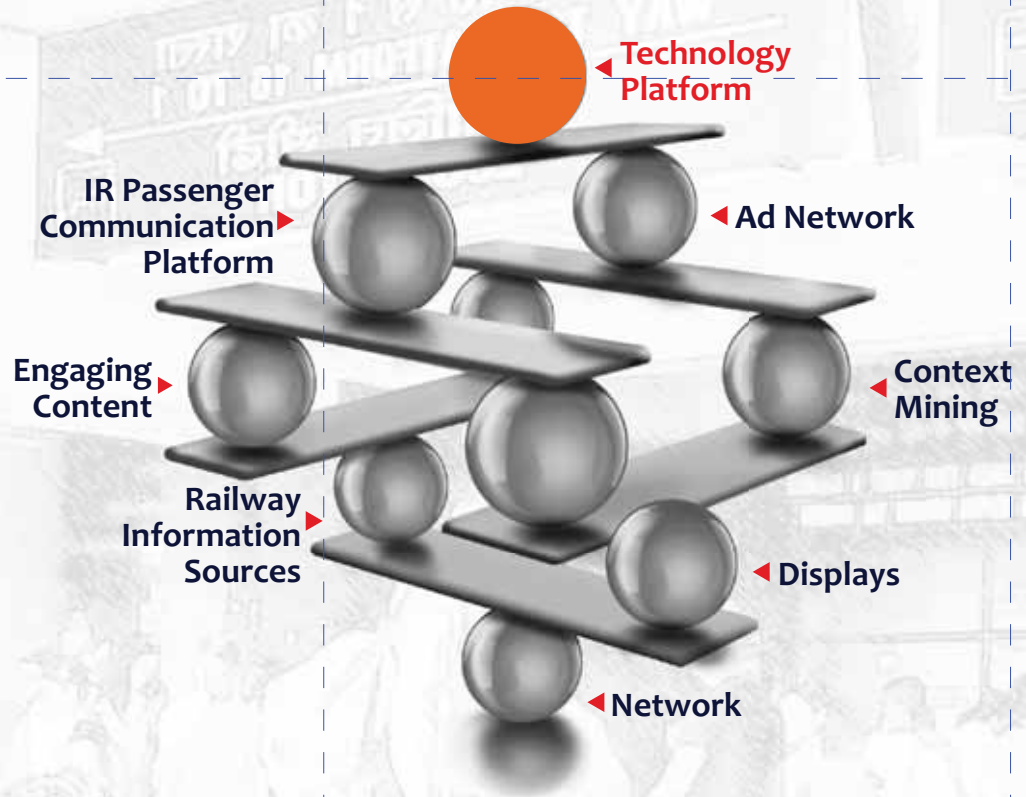 Technology
Platform
IR Passenger
Communication
Platform
Ad Network
Engaging
Content
Context
Mining
Railway
Information
Sources
Displays
Network